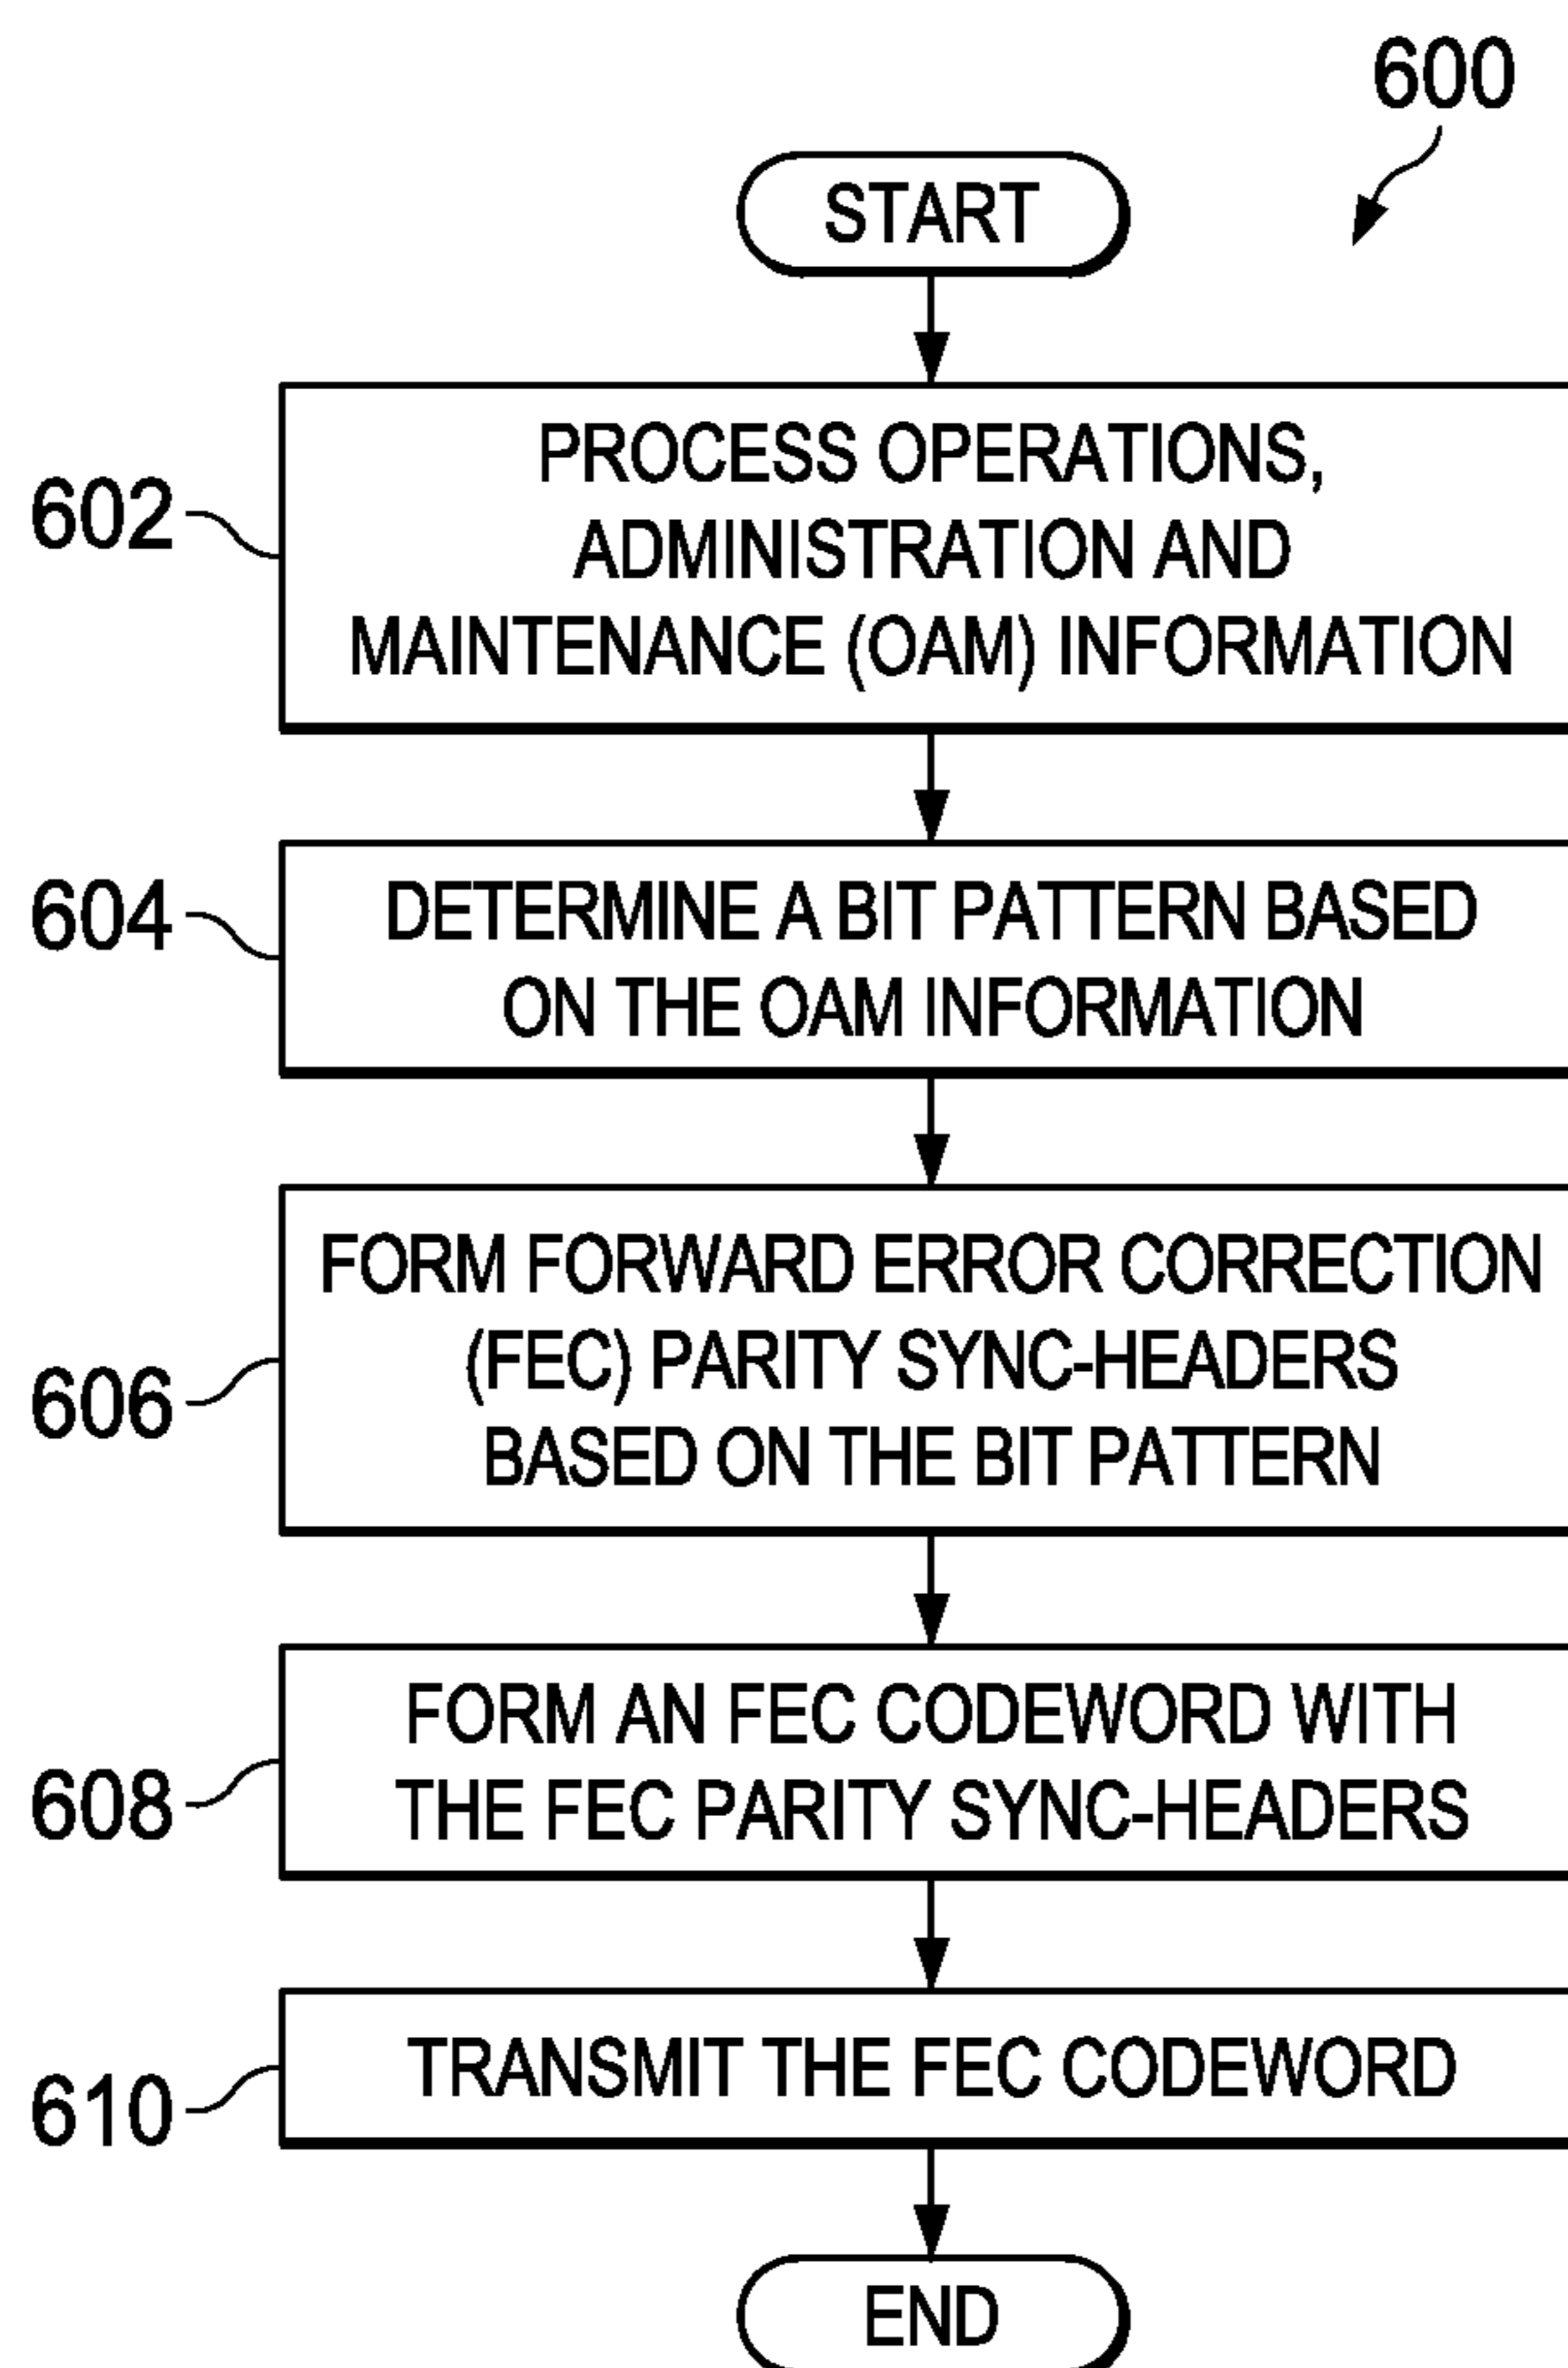 600
START
602
PROCESS OPERATIONS,
ADMINISTRATION AND
MAINTENANCE (OAM) INFORMATION
604
DETERMINE A BIT PATTERN BASED
ON THE OAM INFORMATION
606
FORM FORWARD ERROR CORRECTION
(FEC) PARITY SYNC-HEADERS
BASED ON THE BIT PATTERN
608
FORM AN FEC CODEWORD WITH
THE FEC PARITY SYNC-HEADERS
610
TRANSMIT THE FEC CODEWORD
END